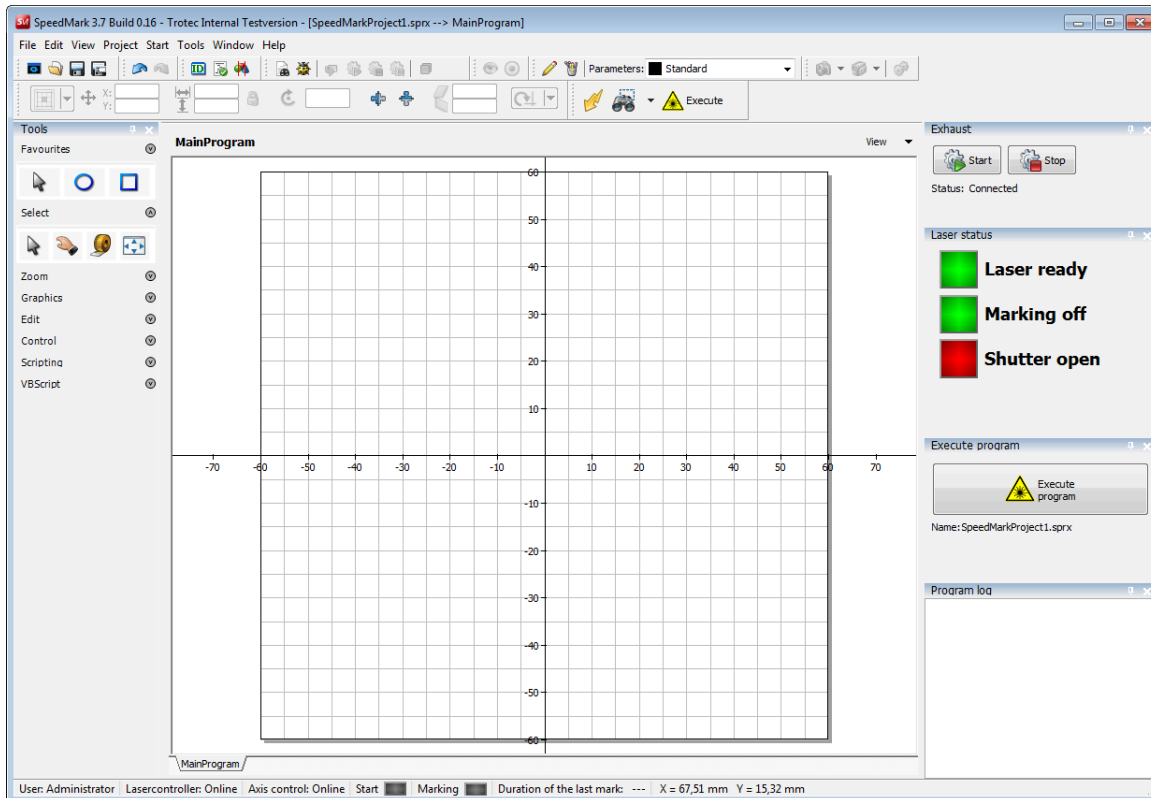 SpeedMark 3.7 Build 0.16 - Trotec Internal Testversion - [SpeedMarkProject1.sprx --> MainProgram]
File Edit View Project Start Tools Window Help
ID Parameters: Standard
X:
Y:
Execute
Tools
Favourites
Select
Zoom
Graphics
Edit
Control
Scripting
VBScript
MainProgram View
60
50
40
30
20
10
-70 -60 -50 -40 -30 -20 -10 10 20 30 40 50 60 70
-10
-20
-30
-40
-50
-60
MainProgram
Exhaust
Start Stop
Status: Connected
Laser status
Laser ready
Marking off
Shutter open
Execute program
Execute
program
Name:SpeedMarkProject1.sprx
Program log
User: Administrator Lasercontroller: Online Axis control: Online Start Marking Duration of the last mark: --- X = 67,51 mm Y = 15,32 mm